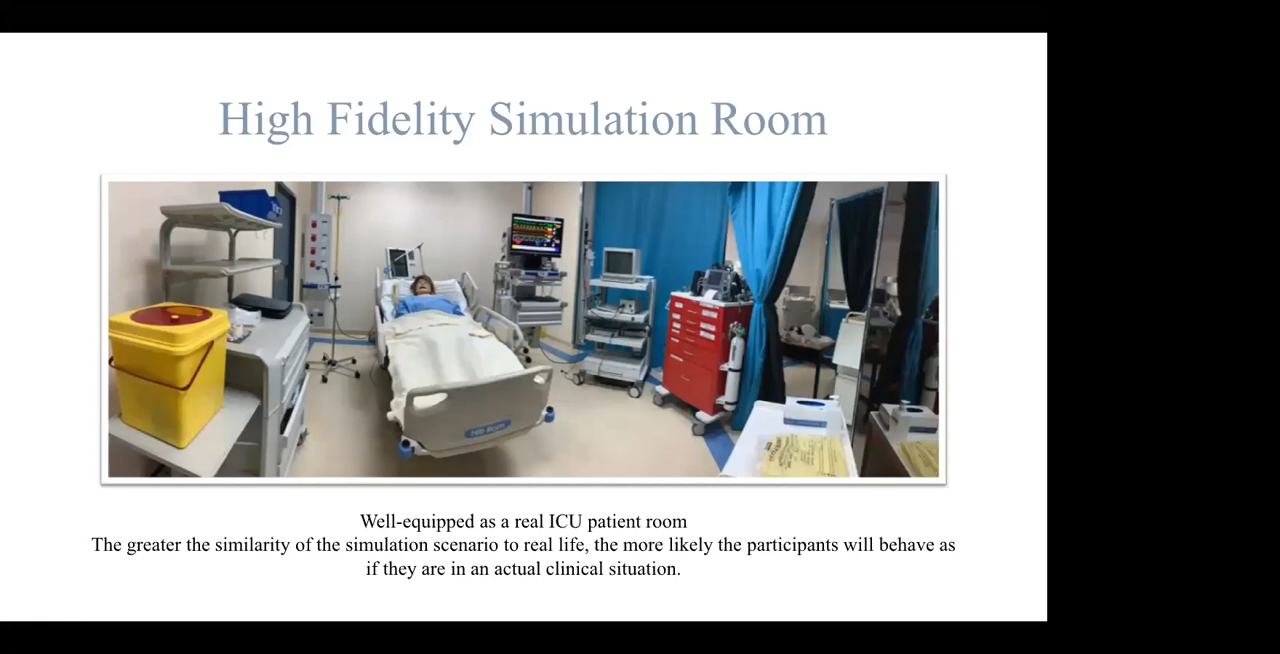 High Fidelity Simulation Room
Hill-Rom
Well-equipped as a real ICU patient room
The greater the similarity of the simulation scenario to real life, the more likely the participants will behave as
if they are in an actual clinical situation.